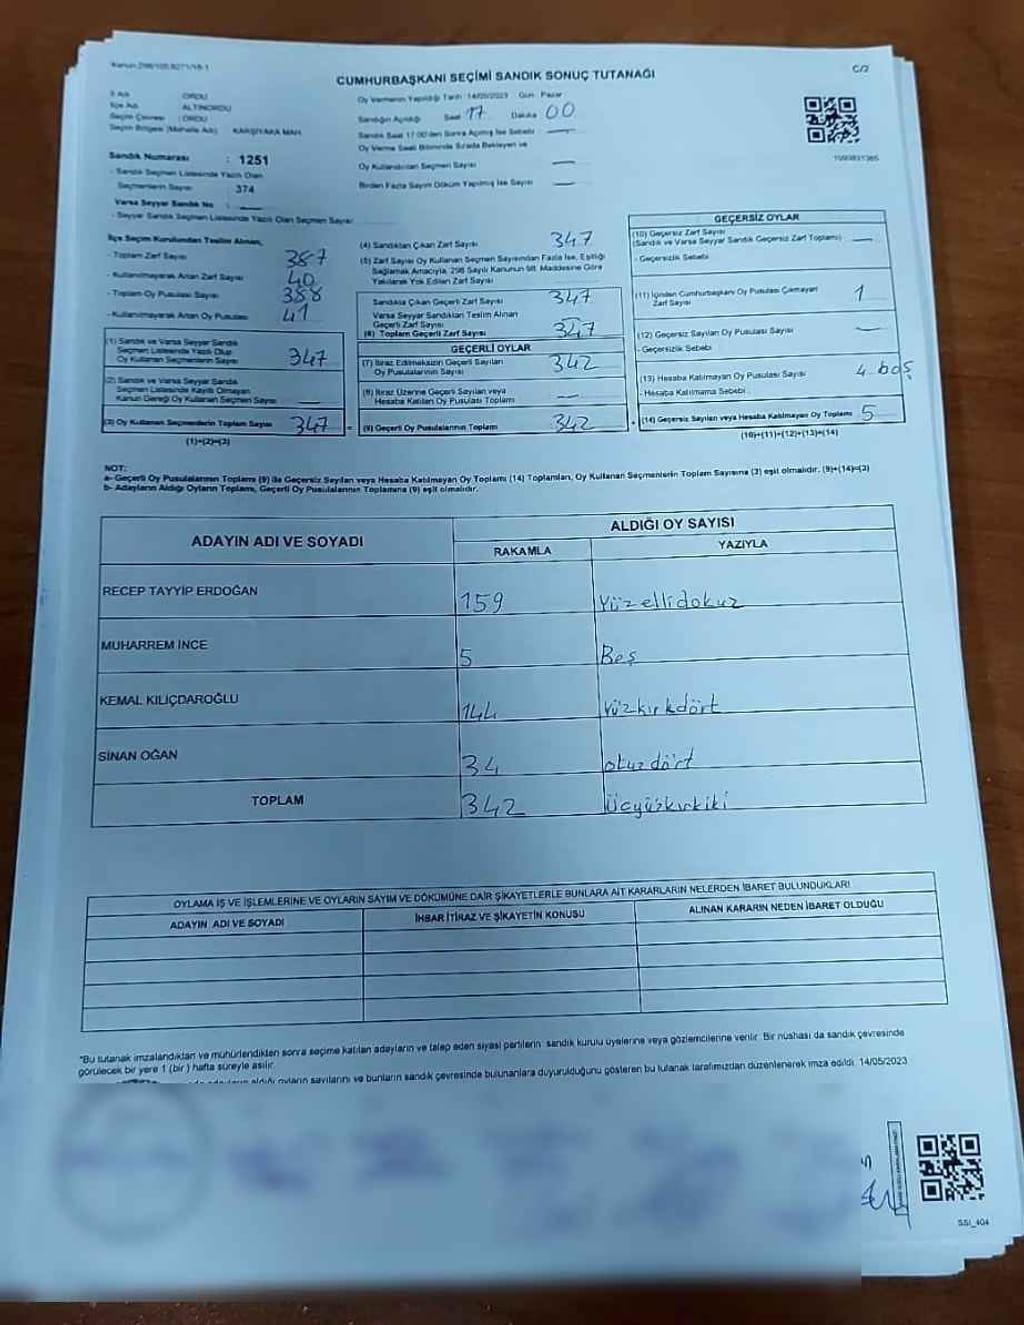 CUMHURBAŞKANI SEÇİMİ SANDIK SONUÇ TUTANAĞI
C/2
İl Adı : ORDU
İlçe Adı : ALTINORDU
Seçim Çevresi : ORDU
Seçim Bölgesi (Mahalle Adı) : KARŞIYAKA MAH.
Sandık Numarası : 1251
- Sandık Seçmen Listesinde Yazılı Olan
Seçmenlerin Sayısı : 374
Varsa Seyyar Sandık No : —
- Seyyar Sandık Seçmen Listesinde Yazılı Olan Seçmen Sayısı
Oy Vermenin Yapıldığı Tarih : 14/05/2023 Gün : Pazar
Sandığın Açıldığı Saat 17 Dakika 00
Sandık Saat 17:00'den Sonra Açılmış İse Sebebi —
Oy Verme Saati Bitiminde Sırada Bekleyen ve
Oy Kullandırılan Seçmen Sayısı —
Birden Fazla Sayım Döküm Yapılmış İse Sayısı —
İlçe Seçim Kurulundan Teslim Alınan;
- Toplam Zarf Sayısı 387
- Kullanılmayarak Artan Zarf Sayısı 40
- Toplam Oy Pusulası Sayısı 388
- Kullanılmayarak Artan Oy Pusulası 41
(1) Sandık ve Varsa Seyyar Sandık
Seçmen Listesinde Yazılı Olup
Oy Kullanan Seçmenlerin Sayısı 347
(2) Sandık ve Varsa Seyyar Sandık
Seçmen Listesinde Kayıtlı Olmayan
Kanun Gereği Oy Kullanan Seçmen Sayısı —
(3) Oy Kullanan Seçmenlerin Toplam Sayısı 347
(1)+(2)=(3)
(4) Sandıktan Çıkan Zarf Sayısı 347
(5) Zarf Sayısı Oy Kullanan Seçmen Sayısından Fazla İse, Eşitliği
Sağlamak Amacıyla, 298 Sayılı Kanunun 98. Maddesine Göre
Yakılarak Yok Edilen Zarf Sayısı
Sandıkta Çıkan Geçerli Zarf Sayısı 347
Varsa Seyyar Sandıktan Teslim Alınan
Geçerli Zarf Sayısı —
(6) Toplam Geçerli Zarf Sayısı 347
GEÇERLİ OYLAR
(7) İtiraz Edilmeksizin Geçerli Sayılan
Oy Pusulalarının Sayısı 342
(8) İtiraz Üzerine Geçerli Sayılan veya
Hesaba Katılan Oy Pusulası Toplamı —
= (9) Geçerli Oy Pusulalarının Toplamı 342
GEÇERSİZ OYLAR
(10) Geçersiz Zarf Sayısı
(Sandık ve Varsa Seyyar Sandık Geçersiz Zarf Toplamı) —
- Geçersizlik Sebebi
(11) İçinden Cumhurbaşkanı Oy Pusulası Çıkmayan
Zarf Sayısı 1
(12) Geçersiz Sayılan Oy Pusulası Sayısı —
- Geçersizlik Sebebi
(13) Hesaba Katılmayan Oy Pusulası Sayısı 4 boş
- Hesaba Katılmama Sebebi
+ (14) Geçersiz Sayılan veya Hesaba Katılmayan Oy Toplamı 5
(10)+(11)+(12)+(13)=(14)
NOT:
a- Geçerli Oy Pusulalarının Toplamı (9) ile Geçersiz Sayılan veya Hesaba Katılmayan Oy Toplamı (14) Toplamları, Oy Kullanan Seçmenlerin Toplam Sayısına (3) eşit olmalıdır. (9)+(14)=(3)
b- Adayların Aldığı Oyların Toplamı, Geçerli Oy Pusulalarının Toplamına (9) eşit olmalıdır.
ADAYIN ADI VE SOYADI
ALDIĞI OY SAYISI
RAKAMLA YAZIYLA
RECEP TAYYİP ERDOĞAN 159 Yüzellidokuz
MUHARREM İNCE 5 Beş
KEMAL KILIÇDAROĞLU 144 Yüzkırkdört
SİNAN OĞAN 34 otuzdört
TOPLAM 342 Üçyüzkırkiki
OYLAMA İŞ VE İŞLEMLERİNE VE OYLARIN SAYIM VE DÖKÜMÜNE DAİR ŞİKAYETLERLE BUNLARA AİT KARARLARIN NELERDEN İBARET BULUNDUKLARI
ADAYIN ADI VE SOYADI İHBAR İTİRAZ VE ŞİKAYETİN KONUSU ALINAN KARARIN NEDEN İBARET OLDUĞU
*Bu tutanak imzalandıktan ve mühürlendikten sonra seçime katılan adayların ve talep eden siyasi partilerin sandık kurulu üyelerine veya gözlemcilerine verilir. Bir nüshası da sandık çevresinde
görülecek bir yere 1 (bir) hafta süreyle asılır.
aldığı oyların sayılarını ve bunların sandık çevresinde bulunanlara duyurulduğunu gösteren bu tutanak tarafımızdan düzenlenerek imza edildi. 14/05/2023
SSI_404